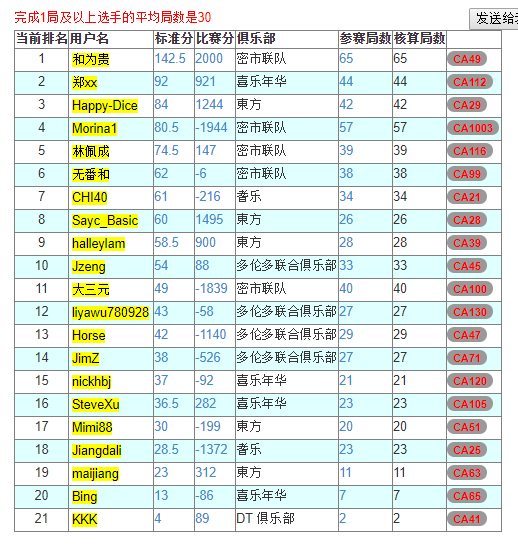 完成1局及以上选手的平均局数是30
发送给
当前排名 用户名 标准分 比赛分 俱乐部 参赛局数 核算局数
1 和为贵 142.5 2000 密市联队 65 65 CA49
2 郑xx 92 921 喜乐年华 44 44 CA112
3 Happy-Dice 84 1244 東方 42 42 CA29
4 Morina1 80.5 -1944 密市联队 57 57 CA1003
5 林佩成 74.5 147 密市联队 39 39 CA116
6 无番和 62 -6 密市联队 38 38 CA99
7 CHI40 61 -216 耆乐 34 34 CA21
8 Sayc_Basic 60 1495 東方 26 26 CA28
9 halleylam 58.5 900 東方 28 28 CA39
10 Jzeng 54 88 多伦多联合俱乐部 33 33 CA45
11 大三元 49 -1839 密市联队 40 40 CA100
12 liyawu780928 43 -58 多伦多联合俱乐部 27 27 CA130
13 Horse 42 -1140 多伦多联合俱乐部 29 29 CA47
14 JimZ 38 -526 多伦多联合俱乐部 27 27 CA71
15 nickhbj 37 -92 喜乐年华 21 21 CA120
16 SteveXu 36.5 282 喜乐年华 23 23 CA105
17 Mimi88 30 -199 東方 20 20 CA51
18 Jiangdali 28.5 -1372 耆乐 23 23 CA25
19 maijiang 23 312 東方 11 11 CA63
20 Bing 13 -86 喜乐年华 7 7 CA65
21 KKK 4 89 DT 俱乐部 2 2 CA41